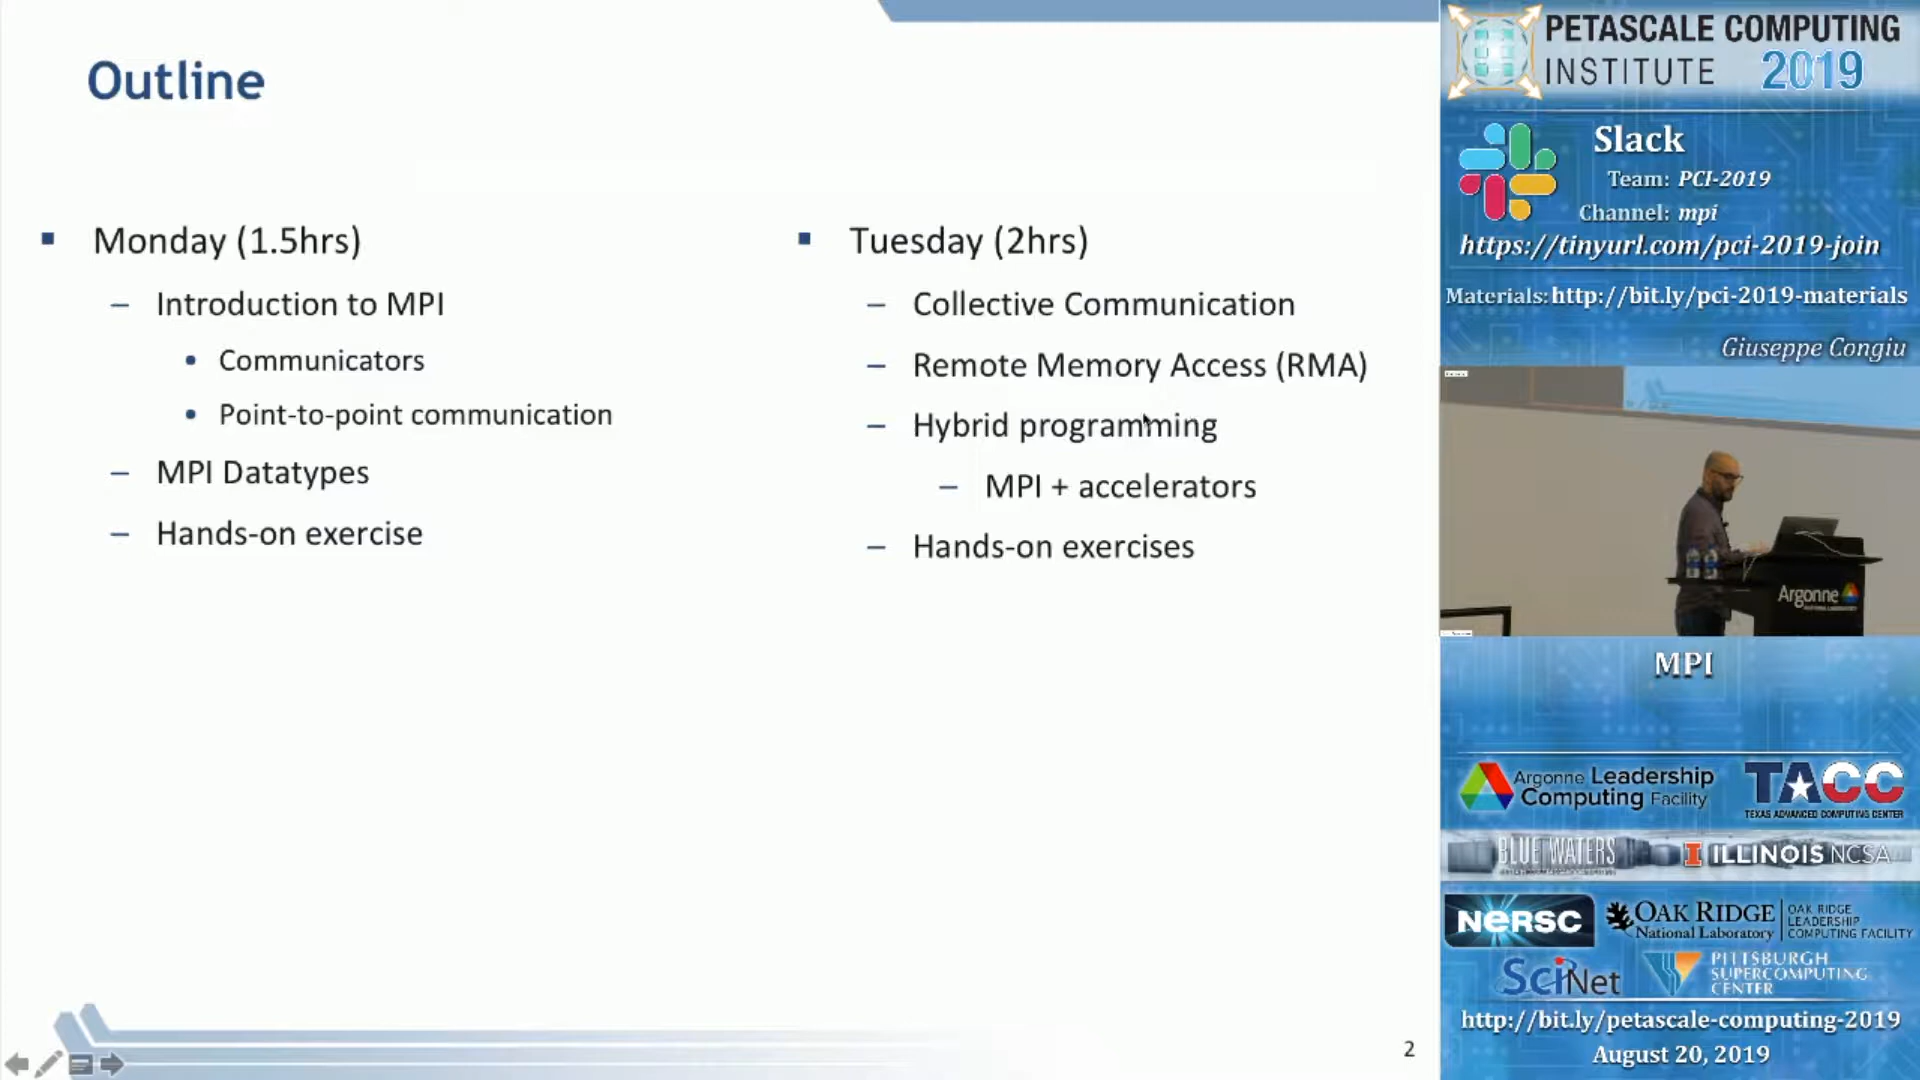 Outline
Monday (1.5hrs)
– Introduction to MPI
• Communicators
• Point-to-point communication
– MPI Datatypes
– Hands-on exercise
Tuesday (2hrs)
– Collective Communication
– Remote Memory Access (RMA)
– Hybrid programming
– MPI + accelerators
– Hands-on exercises
2
PETASCALE COMPUTING
INSTITUTE 2019
Slack
Team: PCI-2019
Channel: mpi
https://tinyurl.com/pci-2019-join
Materials: http://bit.ly/pci-2019-materials
Giuseppe Congiu
Argonne
MPI
Argonne Leadership
Computing Facility
TACC
TEXAS ADVANCED COMPUTING CENTER
BLUE WATERS
ILLINOIS NCSA
NERSC
OAK RIDGE
National Laboratory
OAK RIDGE
LEADERSHIP
COMPUTING FACILITY
SciNet
PITTSBURGH
SUPERCOMPUTING
CENTER
http://bit.ly/petascale-computing-2019
August 20, 2019